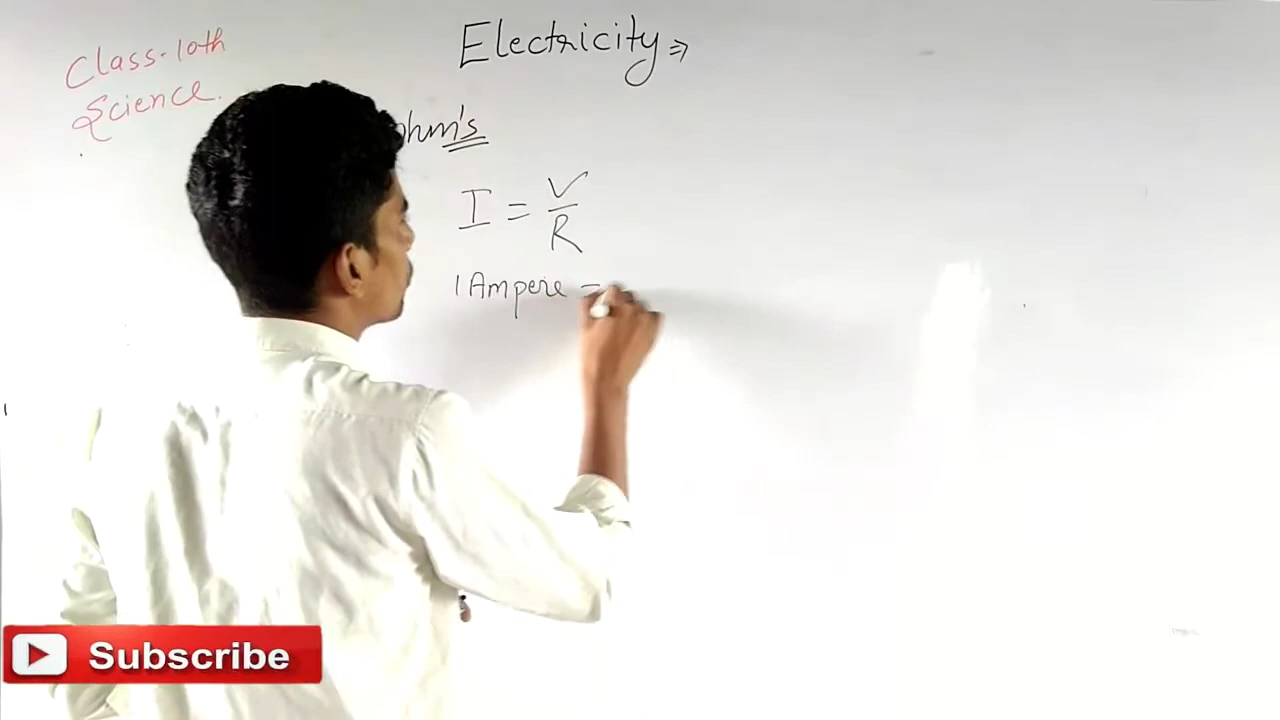 Electricity ⇒
Class-10th
Science.
ohm's
I = V/R
1 Ampere =
Subscribe